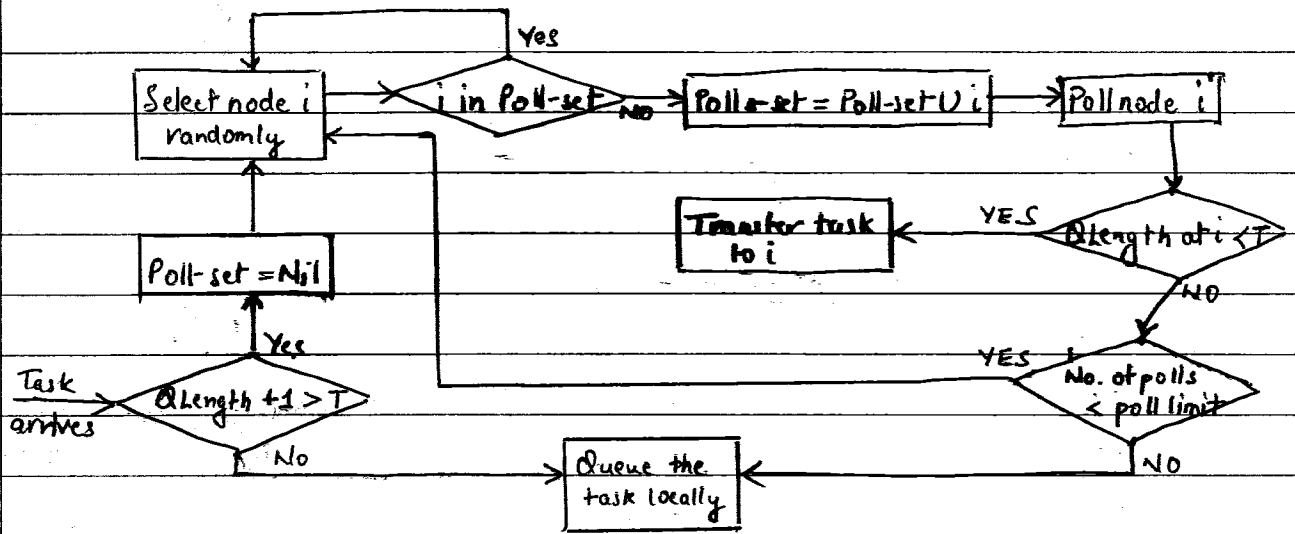 Yes
Select node i
randomly
i in Poll-set
NO
Poll-set = Poll-set U i
Poll node i
Transfer task
to i
YES
QLength at i < T
NO
Poll-set = Nil
Yes
Task
arrives
QLength +1 > T
No
YES
No. of polls
< poll limit
NO
Queue the
task locally